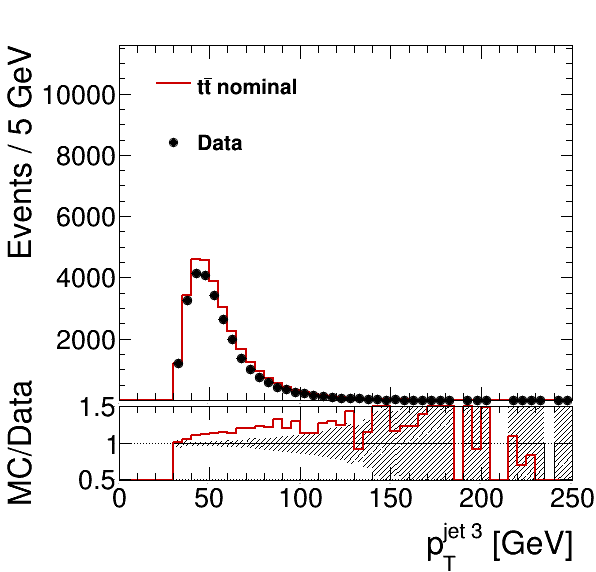 Events / 5 GeV
10000
8000
6000
4000
2000
tt̄ nominal
Data
MC/Data
1.5
1
0.5
0 50 100 150 200 250
p_T^{jet 3} [GeV]